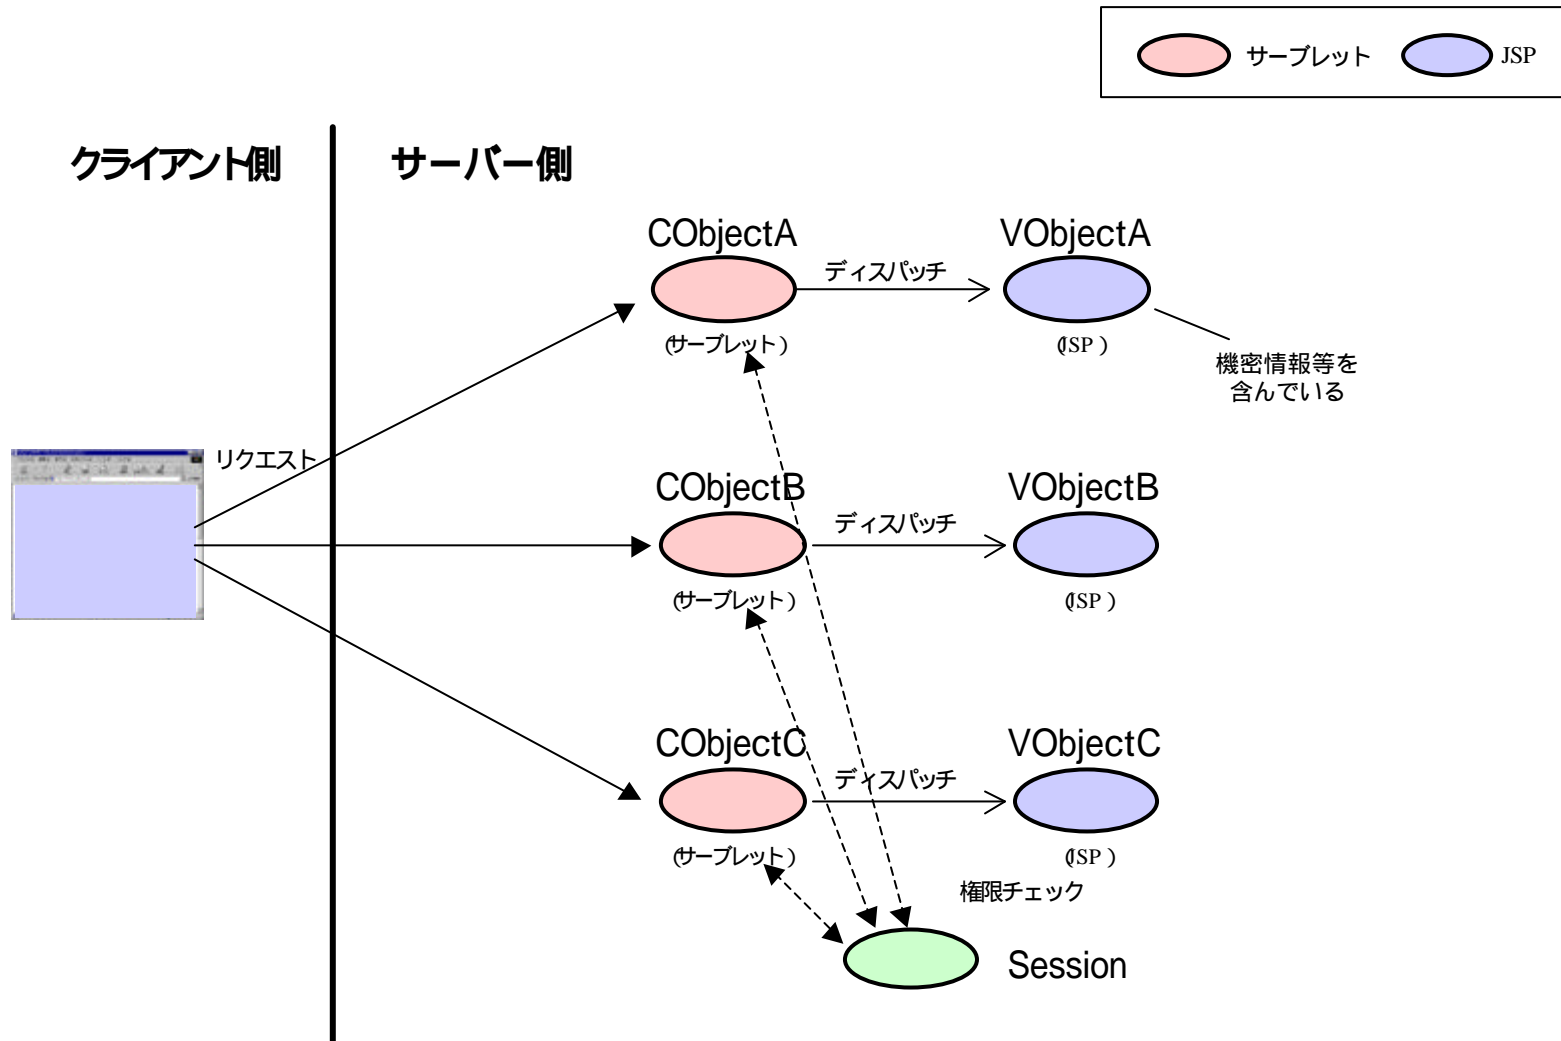 サーブレット
JSP
クライアント側
サーバー側
CObjectA
VObjectA
ディスパッチ
(サーブレット)
(JSP)
機密情報等を
含んでいる
リクエスト
CObjectB
VObjectB
ディスパッチ
(サーブレット)
(JSP)
CObjectC
VObjectC
ディスパッチ
(サーブレット)
(JSP)
権限チェック
Session